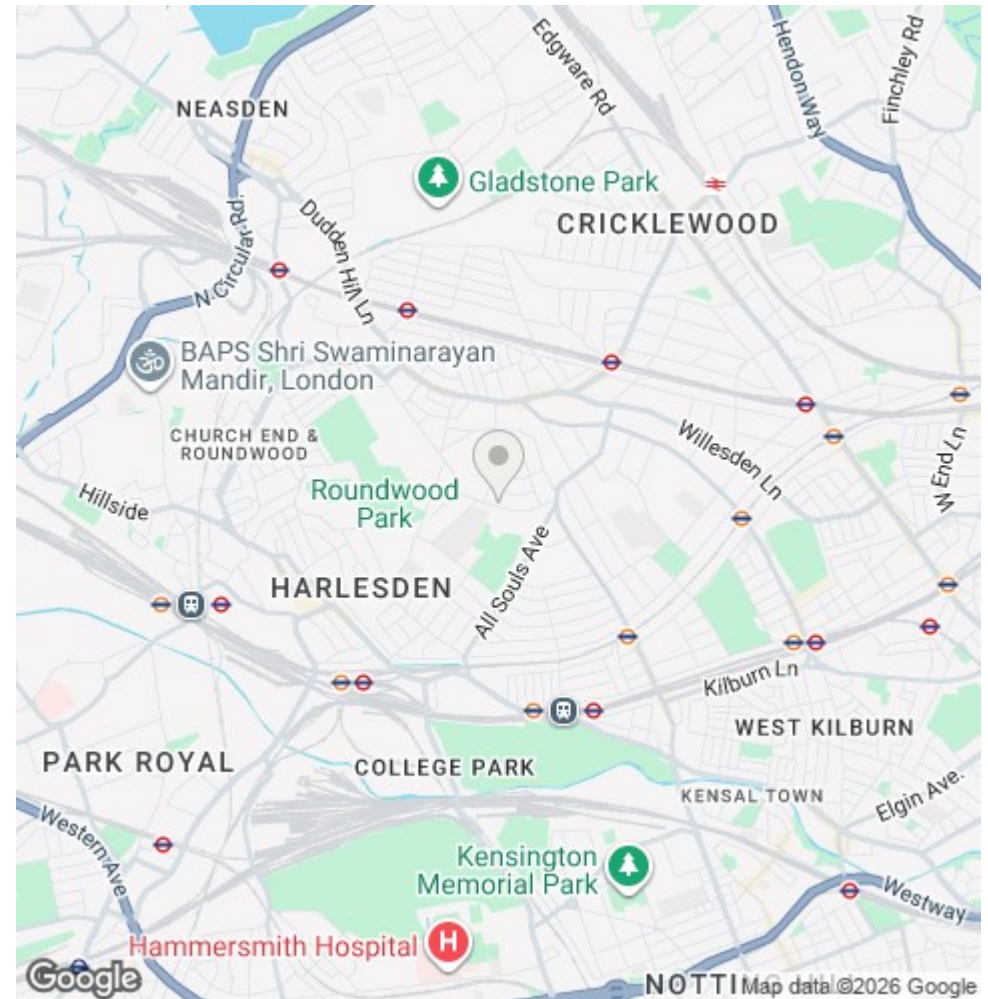 Edgware Rd
Hendon Way
Finchley Rd
NEASDEN
Gladstone Park
CRICKLEWOOD
Dudden Hill Ln
N Circular Rd
BAPS Shri Swaminarayan
Mandir, London
CHURCH END &
ROUNDWOOD
Willesden Ln
W End Ln
Hillside
Roundwood
Park
All Souls Ave
HARLESDEN
Kilburn Ln
WEST KILBURN
PARK ROYAL
COLLEGE PARK
KENSAL TOWN
Elgin Ave.
Western Ave
Kensington
Memorial Park
Westway
Hammersmith Hospital
H
Google
NOTTING HILL
Map data ©2026 Google